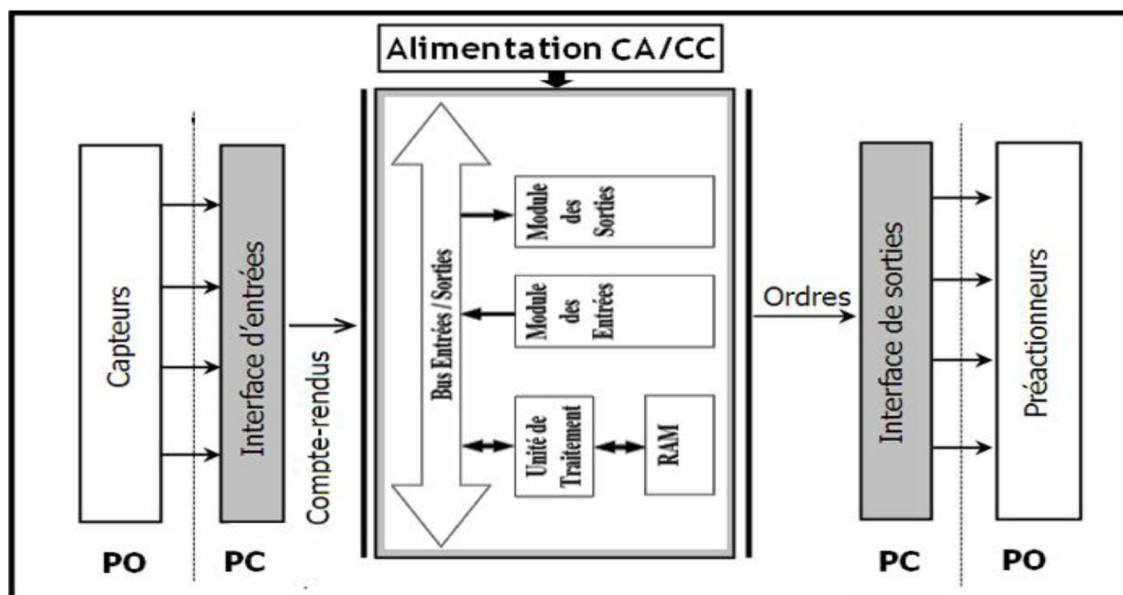 Alimentation CA/CC
Capteurs
Interface d'entrées
Compte-rendus
Bus Entrées / Sorties
Module
des
Sorties
Module
des
Entrées
Unité de
Traitement
RAM
Ordres
Interface de sorties
Préactionneurs
PO
PC
PC
PO